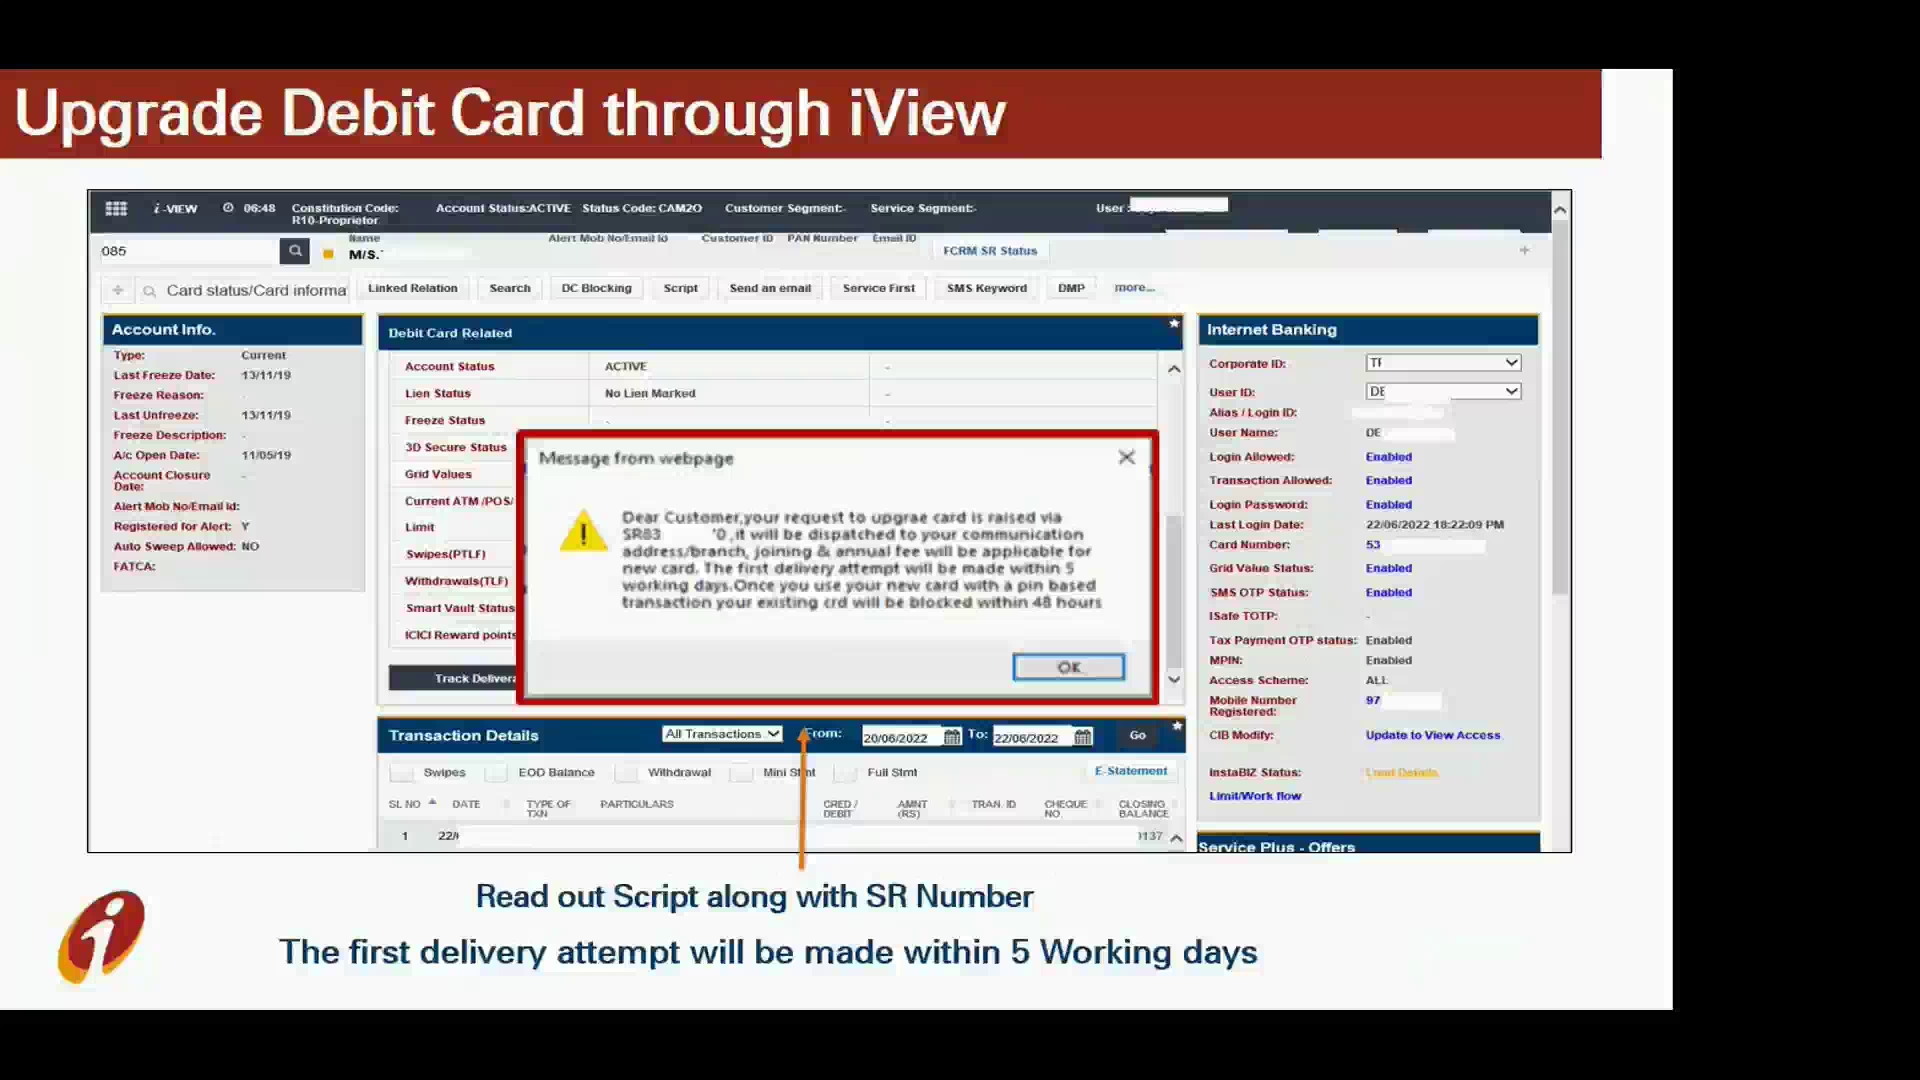 Upgrade Debit Card through iView
i-VIEW 06:48 Constitution Code: Account Status:ACTIVE Status Code: CAM2O Customer Segment:- Service Segment:- User :
R10-Proprietor
Name Alert Mob No/Email Id Customer ID PAN Number Email ID
085 M/S. FCRM SR Status
Card status/Card informa Linked Relation Search DC Blocking Script Send an email Service First SMS Keyword DMP more...
Account Info.
Type: Current
Last Freeze Date: 13/11/19
Freeze Reason: -
Last Unfreeze: 13/11/19
Freeze Description: -
A/c Open Date: 11/05/19
Account Closure -
Date:
Alert Mob No/Email Id:
Registered for Alert: Y
Auto Sweep Allowed: NO
FATCA:
Debit Card Related
Account Status ACTIVE -
Lien Status No Lien Marked -
Freeze Status - -
3D Secure Status
Grid Values
Current ATM /POS/
Limit
Swipes(PTLF)
Withdrawals(TLF)
Smart Vault Status
ICICI Reward points
Track Delivera
Message from webpage
Dear Customer,your request to upgrae card is raised via
SR83 '0 ,it will be dispatched to your communication
address/branch, joining & annual fee will be applicable for
new card. The first delivery attempt will be made within 5
working days.Once you use your new card with a pin based
transaction your existing crd will be blocked within 48 hours
OK
Transaction Details All Transactions From: 20/06/2022 To: 22/06/2022 Go
Swipes EOD Balance Withdrawal Mini Stmt Full Stmt E-Statement
SL NO DATE TYPE OF PARTICULARS CRED / AMNT TRAN. ID CHEQUE CLOSING
TXN DEBIT (RS) NO. BALANCE
1 22/ 137
Internet Banking
Corporate ID:
User ID: DE
Alias / Login ID:
User Name: DE
Login Allowed: Enabled
Transaction Allowed: Enabled
Login Password: Enabled
Last Login Date: 22/06/2022 18:22:09 PM
Card Number: 53
Grid Value Status: Enabled
SMS OTP Status: Enabled
ISafe TOTP: -
Tax Payment OTP status: Enabled
MPIN: Enabled
Access Scheme: ALL
Mobile Number 97
Registered:
CIB Modify: Update to View Access
InstaBIZ Status: Load Details
Limit/Work flow
Service Plus - Offers
Read out Script along with SR Number
The first delivery attempt will be made within 5 Working days